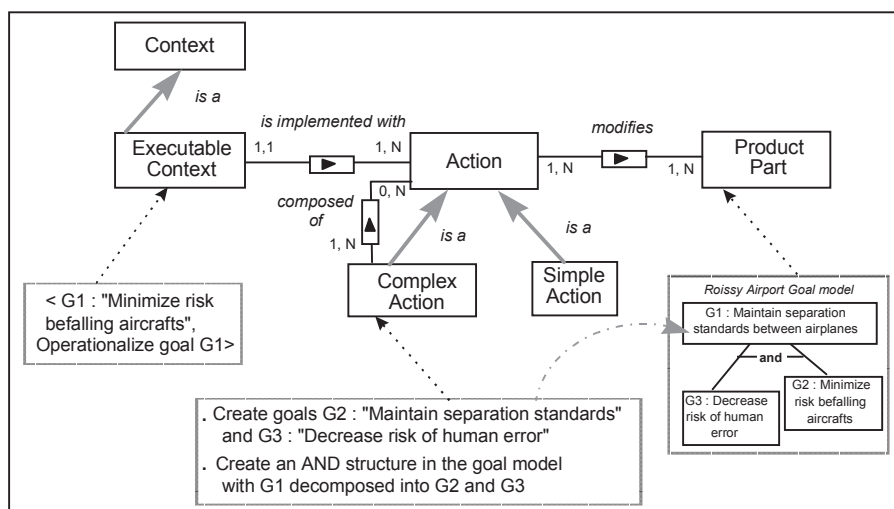 Context
is a
is implemented with
modifies
Executable
Context
1,1
1, N
Action
1, N
1, N
Product
Part
composed
of
0, N
1, N
is a
is a
Complex
Action
Simple
Action
< G1 : "Minimize risk
befalling aircrafts",
Operationalize goal G1>
Roissy Airport Goal model
G1 : Maintain separation
standards between airplanes
and
G3 : Decrease
risk of human
error
G2 : Minimize
risk befalling
aircrafts
. Create goals G2 : "Maintain separation standards"
and G3 : "Decrease risk of human error"
. Create an AND structure in the goal model
with G1 decomposed into G2 and G3